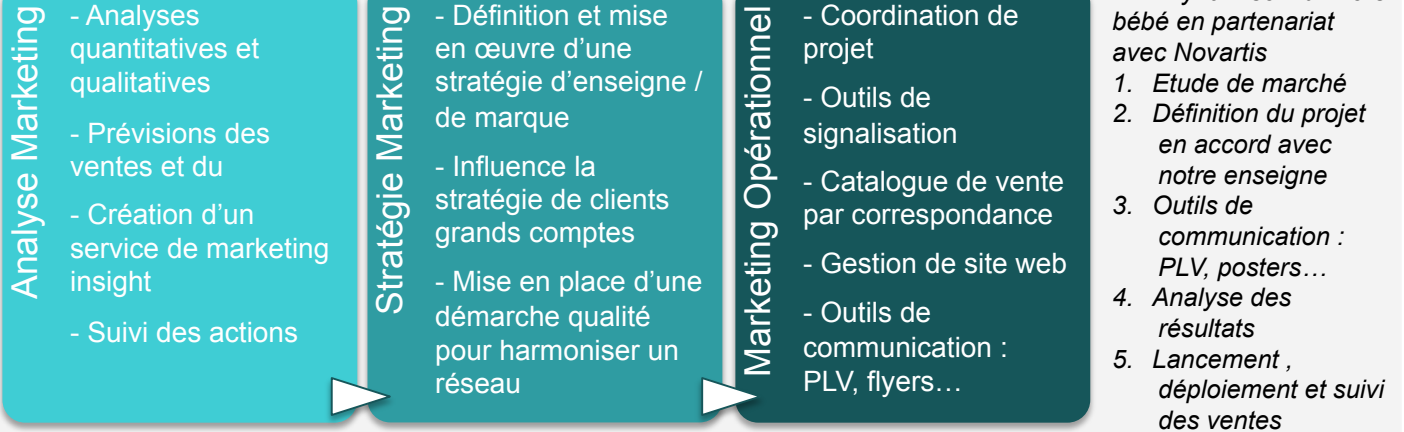 Analyse Marketing
- Analyses
quantitatives et
qualitatives
- Prévisions des
ventes et du
- Création d’un
service de marketing
insight
- Suivi des actions
Stratégie Marketing
- Définition et mise
en œuvre d’une
stratégie d’enseigne /
de marque
- Influence la
stratégie de clients
grands comptes
- Mise en place d’une
démarche qualité
pour harmoniser un
réseau
Marketing Opérationnel
- Coordination de
projet
- Outils de
signalisation
- Catalogue de vente
par correspondance
- Gestion de site web
- Outils de
communication :
PLV, flyers…
bébé en partenariat
avec Novartis
1. Etude de marché
2. Définition du projet
en accord avec
notre enseigne
3. Outils de
communication :
PLV, posters…
4. Analyse des
résultats
5. Lancement ,
déploiement et suivi
des ventes